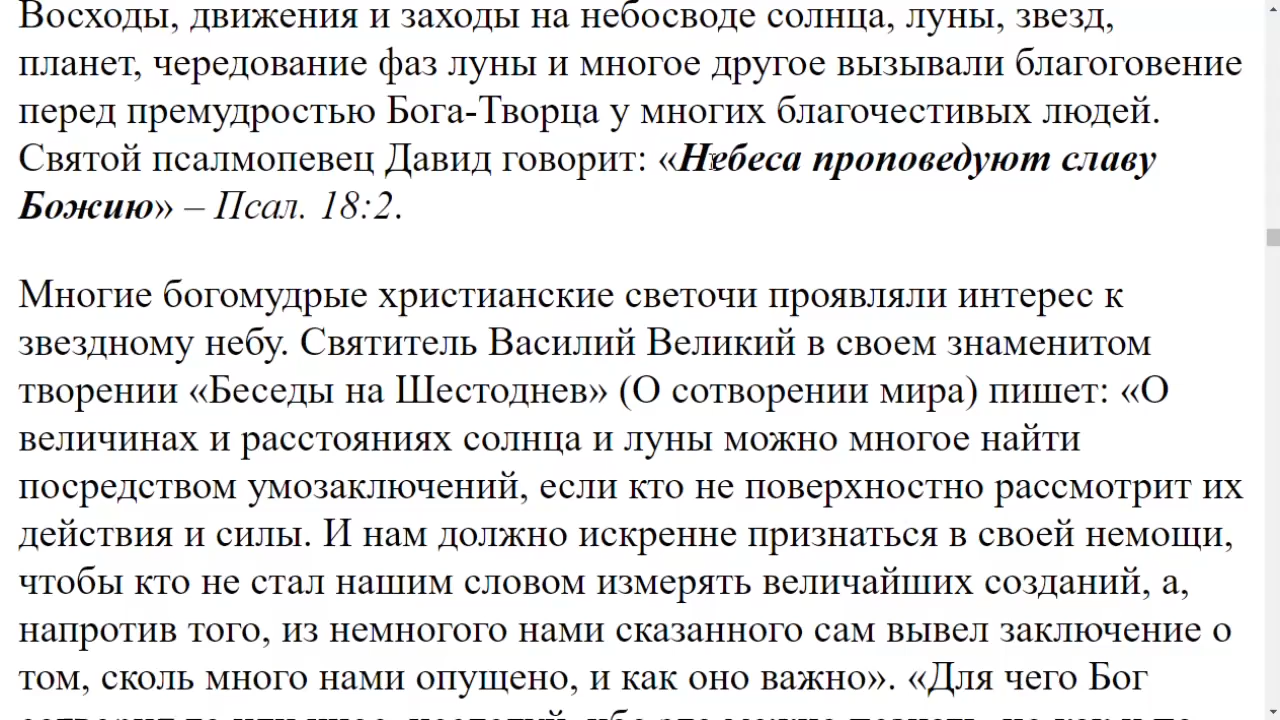 Восходы, движения и заходы на небосводе солнца, луны, звезд,
планет, чередование фаз луны и многое другое вызывали благоговение
перед премудростью Бога-Творца у многих благочестивых людей.
Святой псалмопевец Давид говорит: «Небеса проповедуют славу
Божию» – Псал. 18:2.
Многие богомудрые христианские светочи проявляли интерес к
звездному небу. Святитель Василий Великий в своем знаменитом
творении «Беседы на Шестоднев» (О сотворении мира) пишет: «О
величинах и расстояниях солнца и луны можно многое найти
посредством умозаключений, если кто не поверхностно рассмотрит их
действия и силы. И нам должно искренне признаться в своей немощи,
чтобы кто не стал нашим словом измерять величайших созданий, а,
напротив того, из немногого нами сказанного сам вывел заключение о
том, сколь много нами опущено, и как оно важно». «Для чего Бог